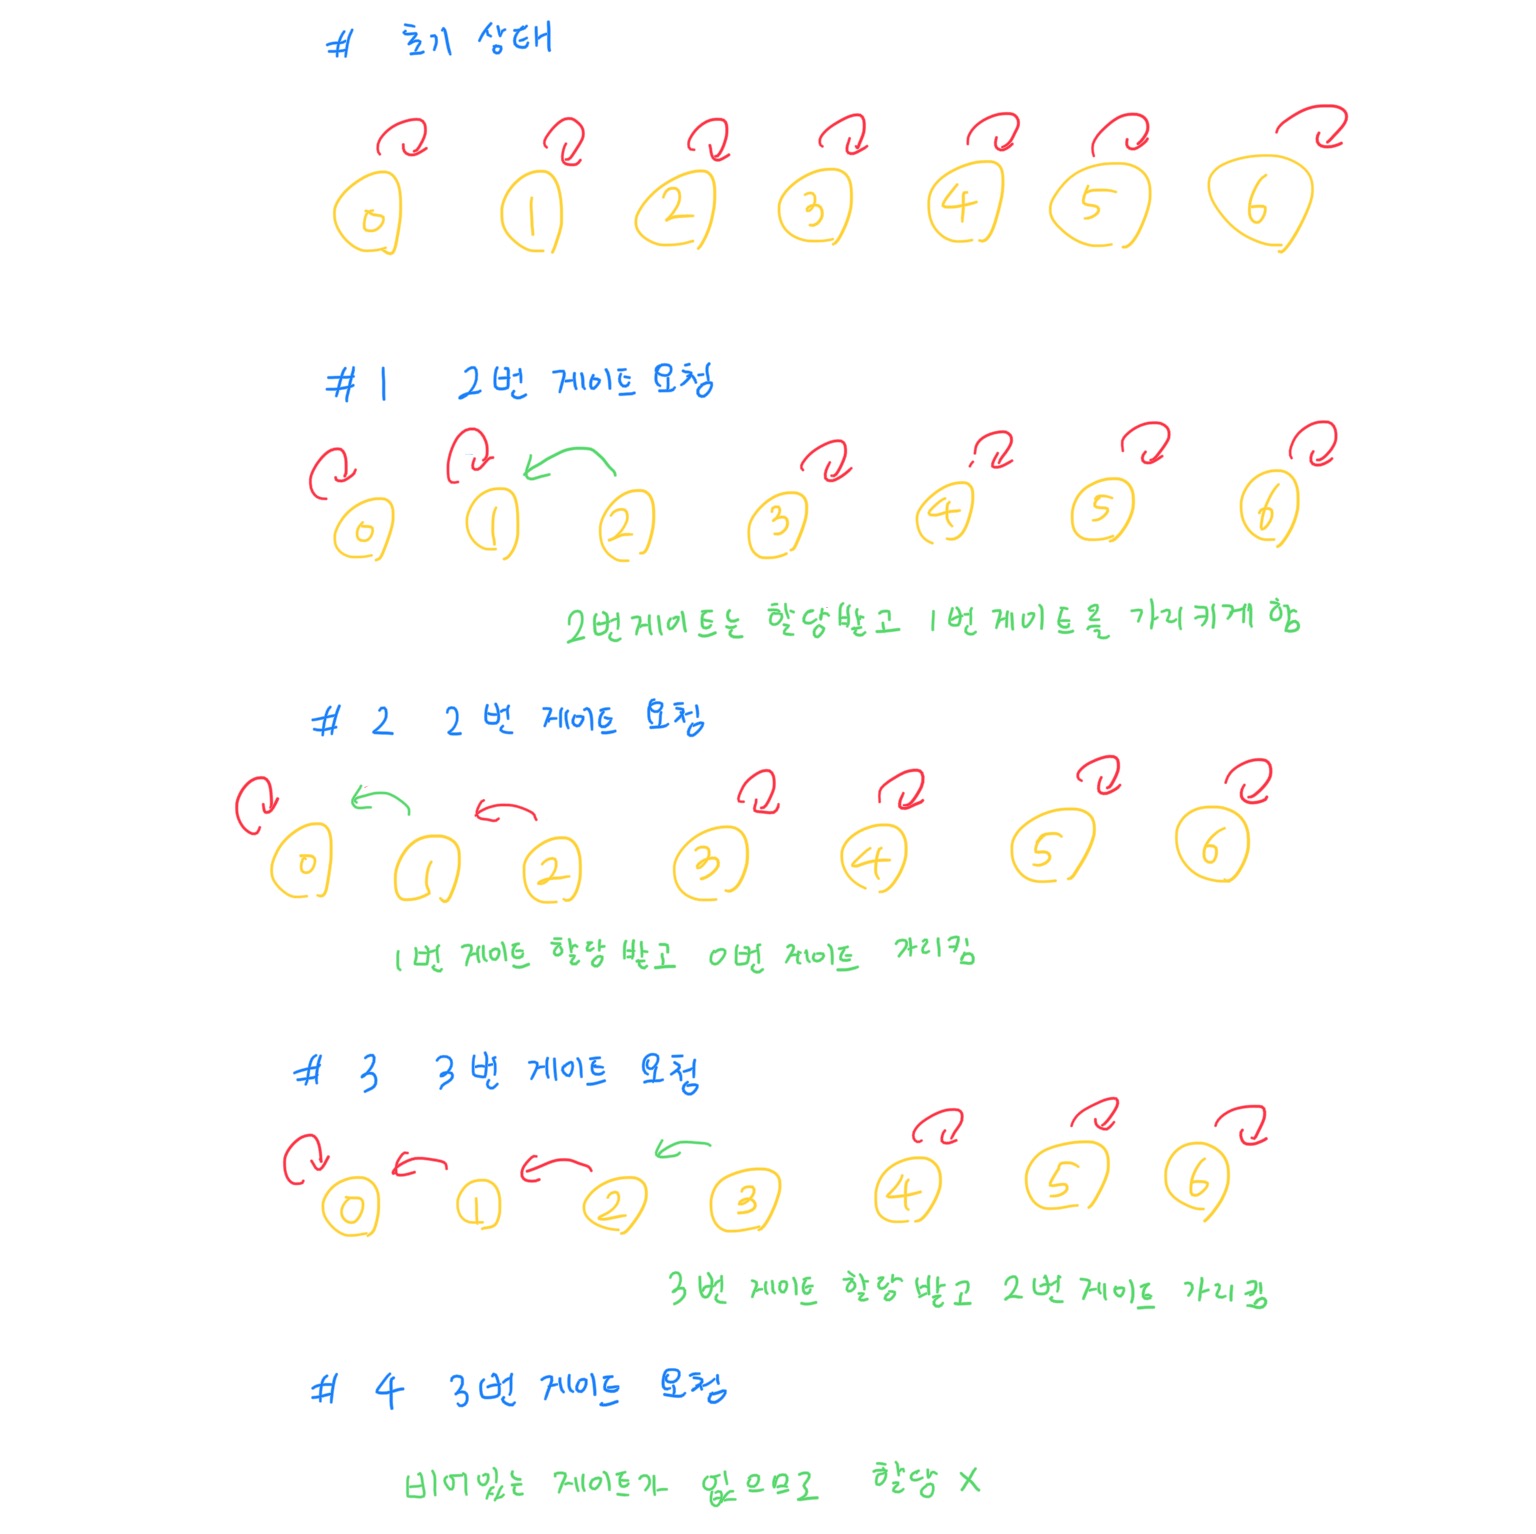 # 초기 상태
0 1 2 3 4 5 6
#1 2번 게이트 요청
0 1 2 3 4 5 6
2번게이트는 할당받고 1번 게이트를 가리키게 함
# 2 2번 게이트 요청
0 1 2 3 4 5 6
1번 게이트 할당 받고 0번 게이트 가리킴
# 3 3번 게이트 요청
0 1 2 3 4 5 6
3번 게이트 할당 받고 2번 게이트 가리킴
# 4 3번 게이트 요청
비어있는 게이트가 없으므로 할당 X